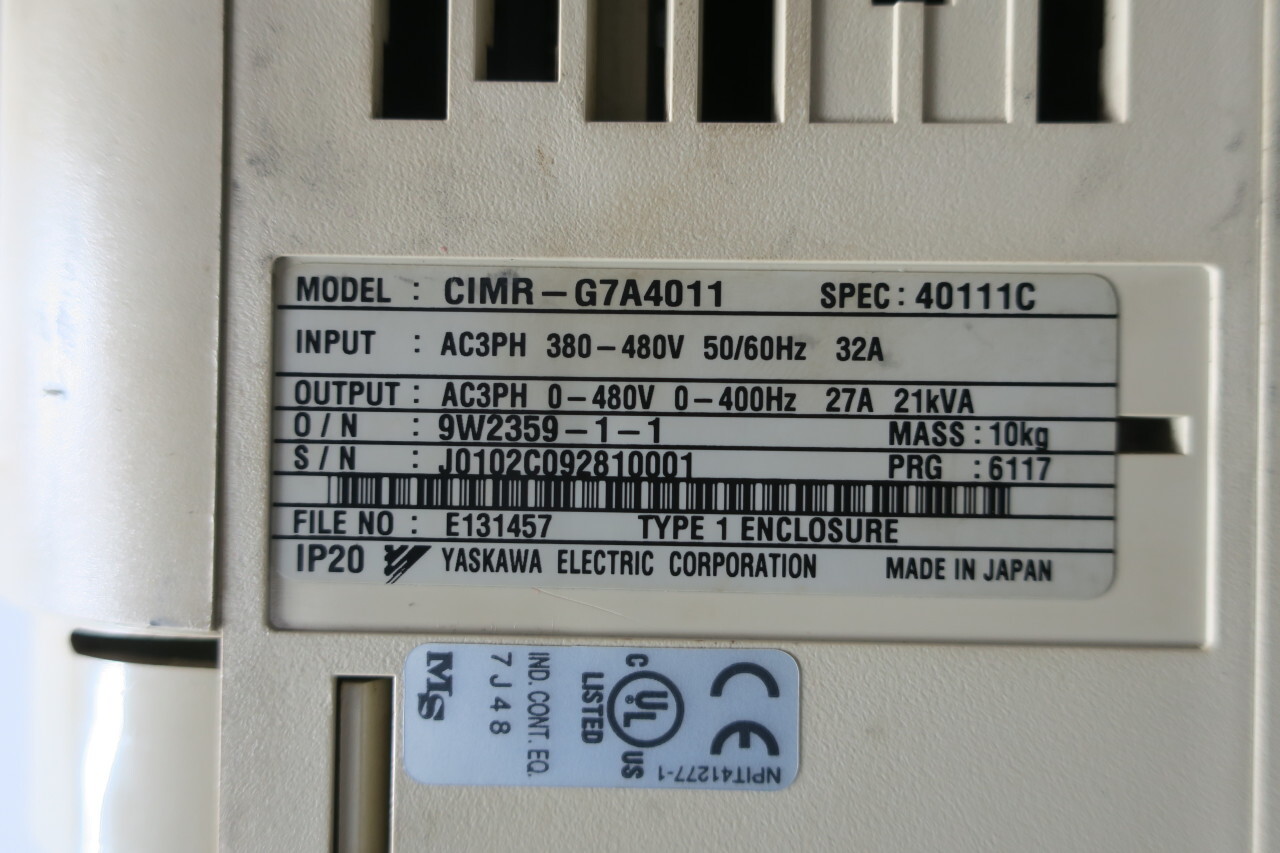 MODEL : CIMR-G7A4011 SPEC: 40111C
INPUT : AC3PH 380-480V 50/60Hz 32A
OUTPUT : AC3PH 0-480V 0-400Hz 27A 21kVA
O / N : 9W2359-1-1 MASS : 10kg
S / N : J0102C092810001 PRG : 6117
FILE NO : E131457 TYPE 1 ENCLOSURE
IP20 YASKAWA ELECTRIC CORPORATION MADE IN JAPAN
CE
NPIT41277-1
C UL US
LISTED
IND. CONT. EQ.
7J48
MS